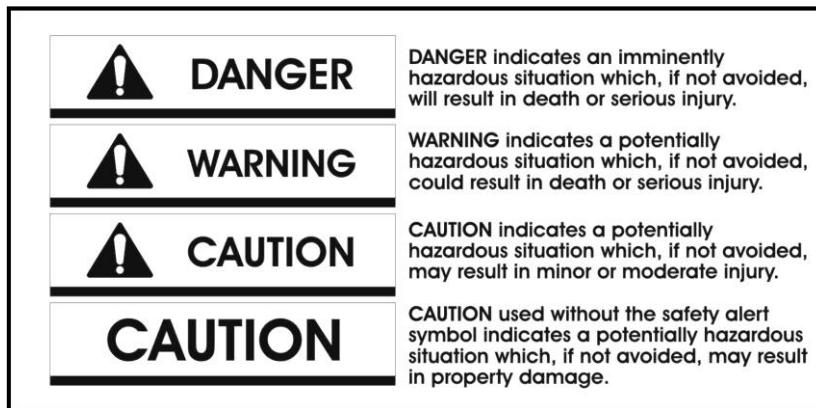 DANGER
DANGER indicates an imminently
hazardous situation which, if not avoided,
will result in death or serious injury.
WARNING
WARNING indicates a potentially
hazardous situation which, if not avoided,
could result in death or serious injury.
CAUTION
CAUTION indicates a potentially
hazardous situation which, if not avoided,
may result in minor or moderate injury.
CAUTION
CAUTION used without the safety alert
symbol indicates a potentially hazardous
situation which, if not avoided, may result
in property damage.